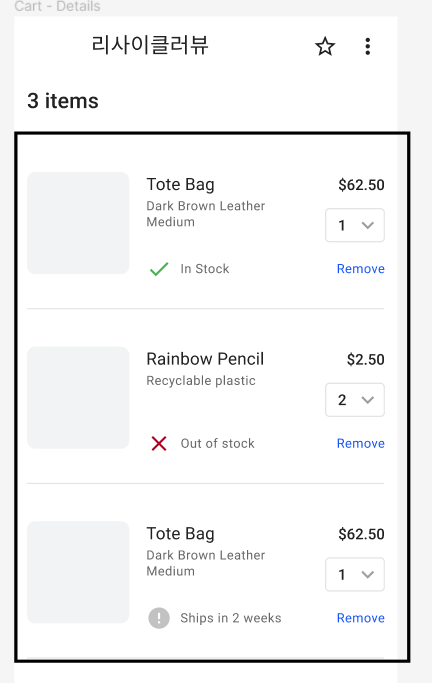 Cart - Details
리사이클러뷰
3 items
Tote Bag
$62.50
Dark Brown Leather
Medium
1
In Stock
Remove
Rainbow Pencil
$2.50
Recyclable plastic
2
Out of stock
Remove
Tote Bag
$62.50
Dark Brown Leather
Medium
1
Ships in 2 weeks
Remove